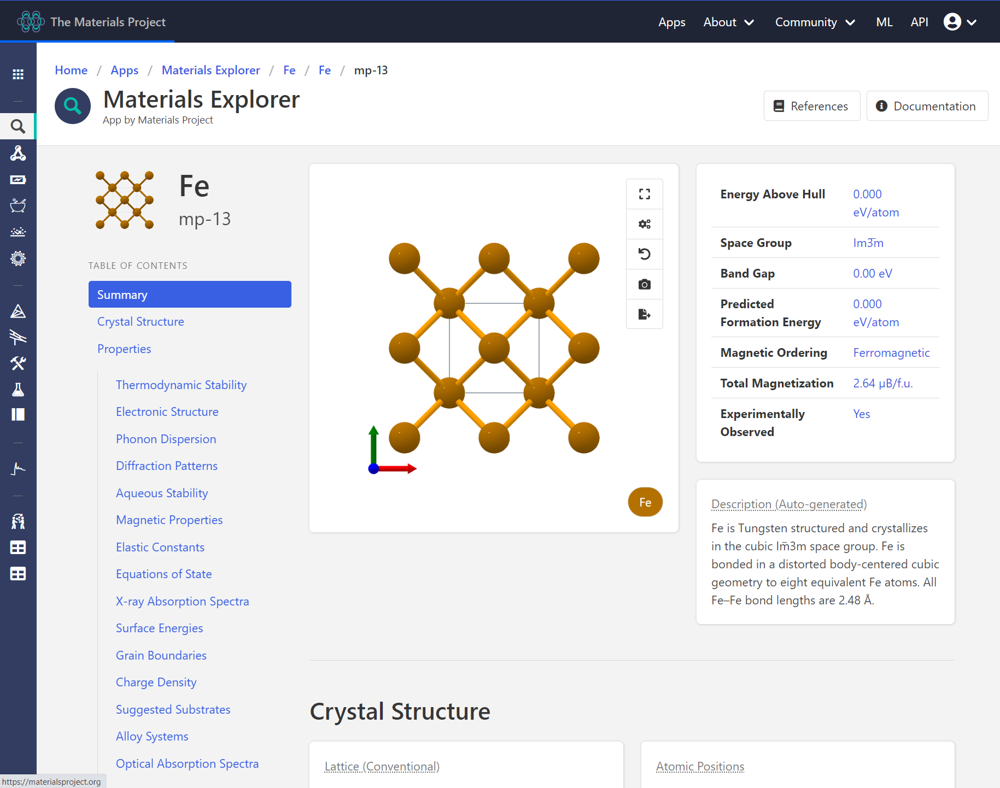 The Materials Project
Apps
About
Community
ML
API
Home / Apps / Materials Explorer / Fe / Fe / mp-13
Materials Explorer
App by Materials Project
References
Documentation
Fe
mp-13
TABLE OF CONTENTS
Summary
Crystal Structure
Properties
Thermodynamic Stability
Electronic Structure
Phonon Dispersion
Diffraction Patterns
Aqueous Stability
Magnetic Properties
Elastic Constants
Equations of State
X-ray Absorption Spectra
Surface Energies
Grain Boundaries
Charge Density
Suggested Substrates
Alloy Systems
Optical Absorption Spectra
Fe
Energy Above Hull
0.000
eV/atom
Space Group
Im3̅m
Band Gap
0.00 eV
Predicted
Formation Energy
0.000
eV/atom
Magnetic Ordering
Ferromagnetic
Total Magnetization
2.64 µB/f.u.
Experimentally
Observed
Yes
Description (Auto-generated)
Fe is Tungsten structured and crystallizes
in the cubic Im̅3m space group. Fe is
bonded in a distorted body-centered cubic
geometry to eight equivalent Fe atoms. All
Fe–Fe bond lengths are 2.48 Å.
Crystal Structure
Lattice (Conventional)
Atomic Positions
https://materialsproject.org